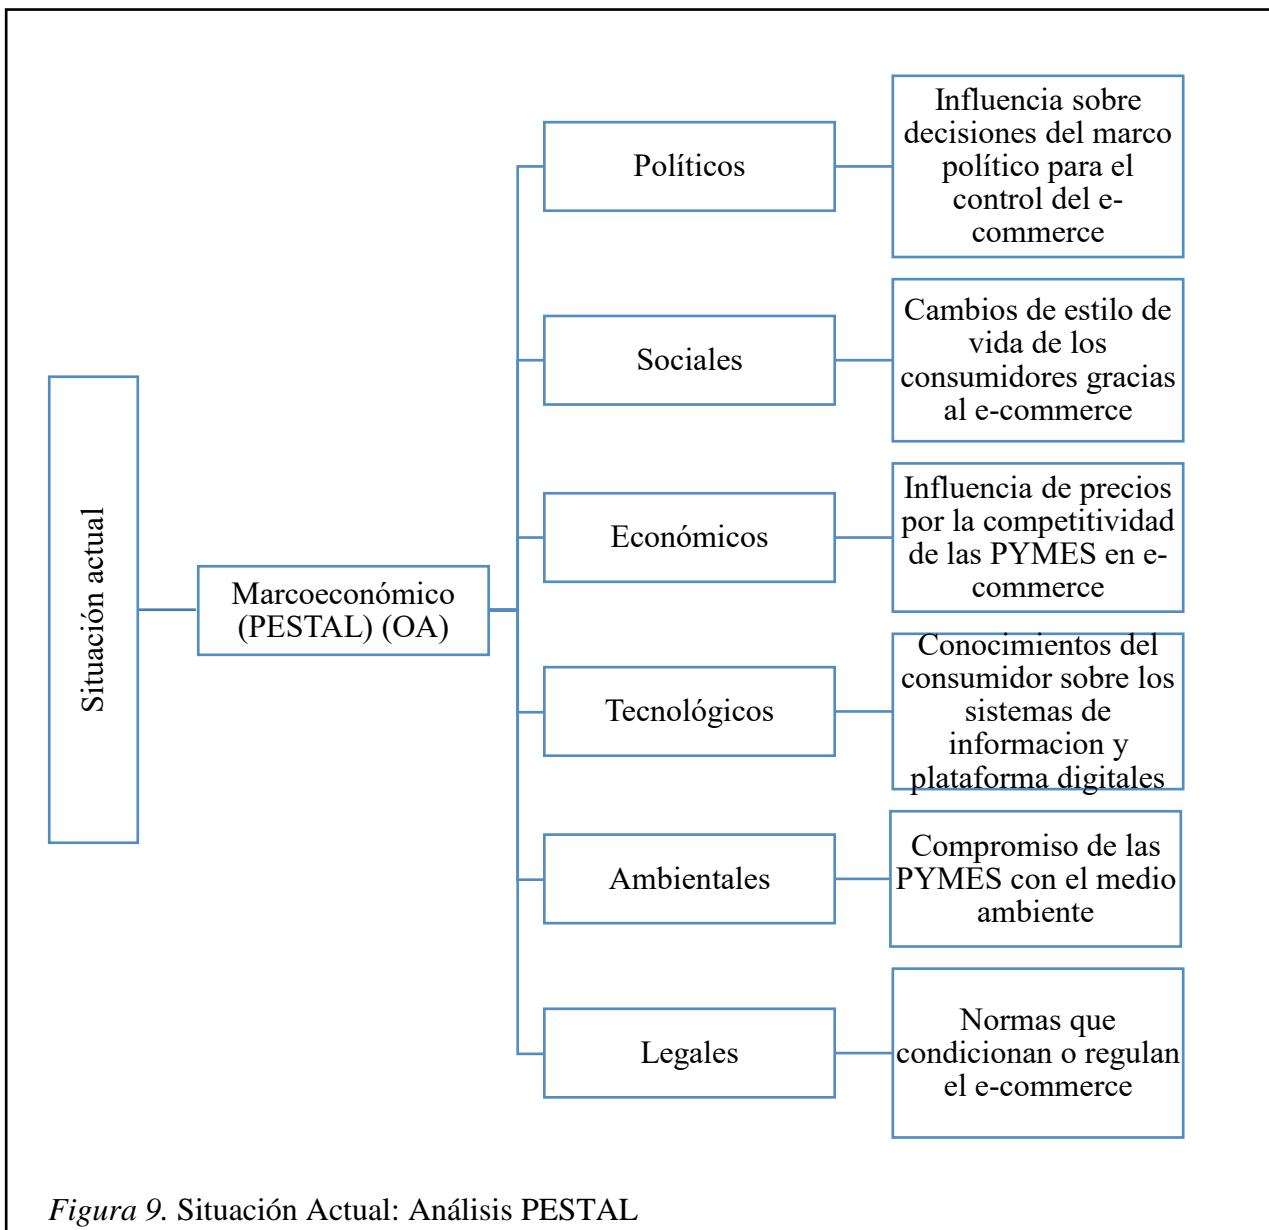 Situación actual
Marcoeconómico
(PESTAL) (OA)
Políticos
Influencia sobre
decisiones del marco
político para el
control del e-
commerce
Sociales
Cambios de estilo de
vida de los
consumidores gracias
al e-commerce
Económicos
Influencia de precios
por la competitividad
de las PYMES en e-
commerce
Tecnológicos
Conocimientos del
consumidor sobre los
sistemas de
informacion y
plataforma digitales
Ambientales
Compromiso de las
PYMES con el medio
ambiente
Legales
Normas que
condicionan o regulan
el e-commerce
Figura 9. Situación Actual: Análisis PESTAL